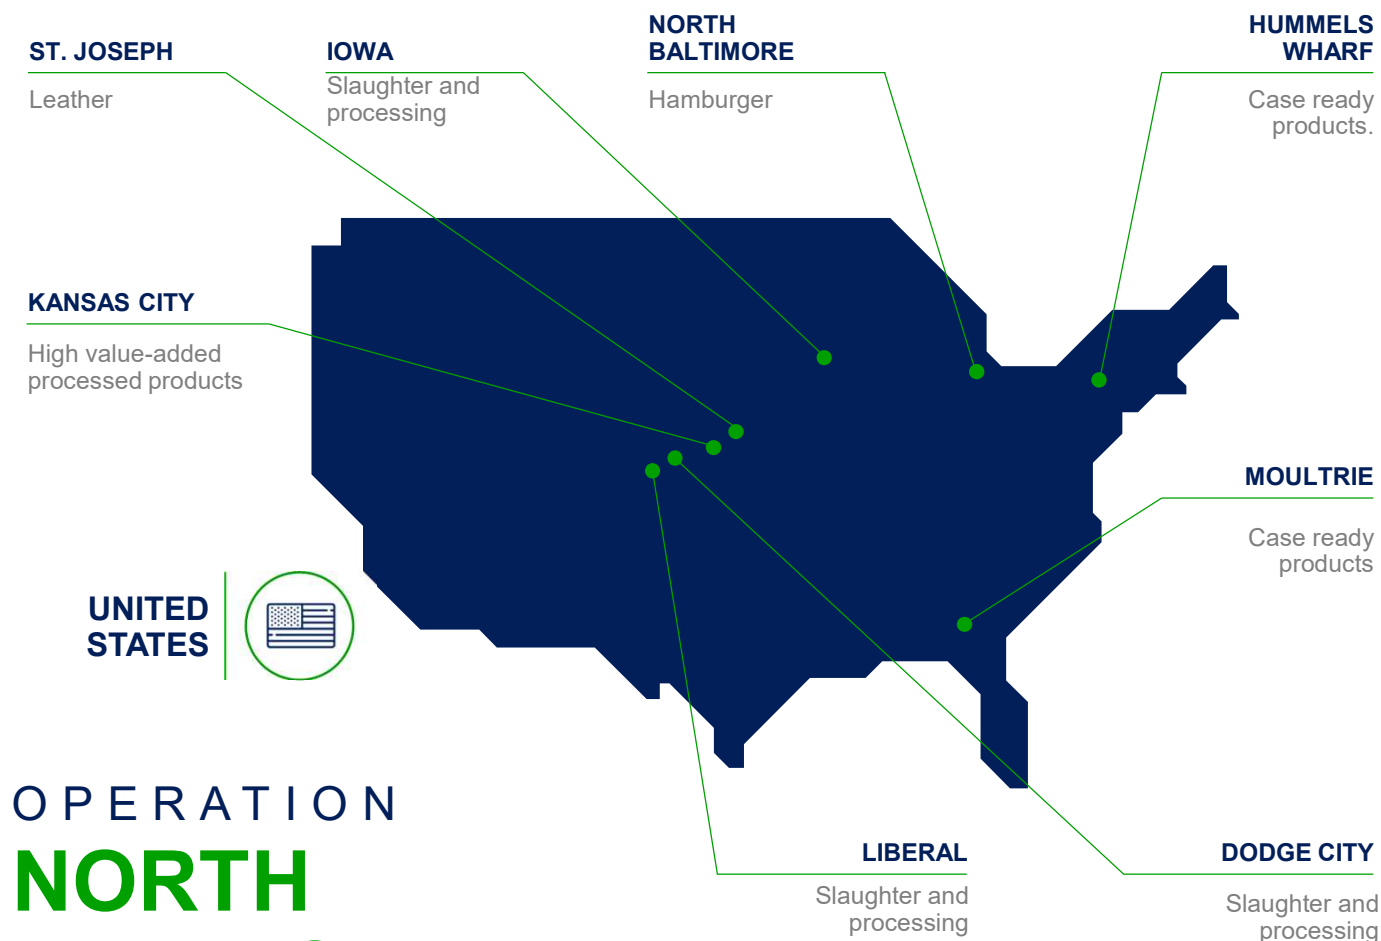 ST. JOSEPH
Leather
IOWA
Slaughter and
processing
NORTH
BALTIMORE
Hamburger
HUMMELS
WHARF
Case ready
products.
KANSAS CITY
High value-added
processed products
MOULTRIE
Case ready
products
UNITED
STATES
OPERATION
NORTH
LIBERAL
Slaughter and
processing
DODGE CITY
Slaughter and
processing